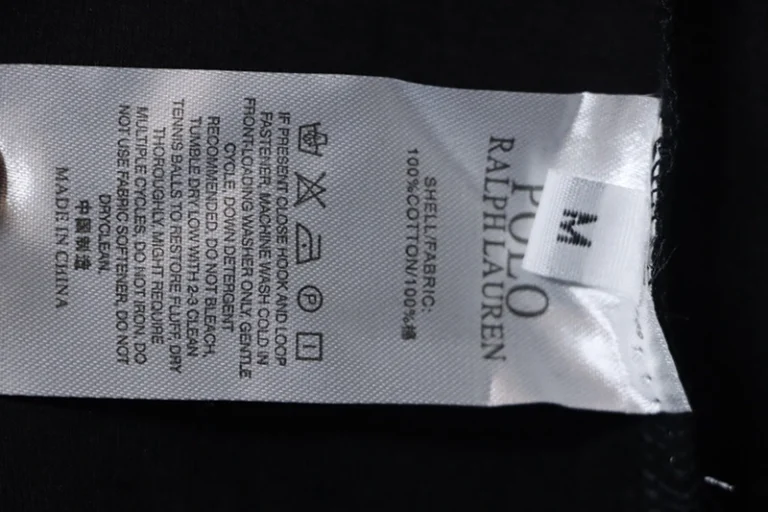 POLO
M
RALPH LAUREN
SHELL/FABRIC:
100%COTTON/100%棉
IF PRESENT CLOSE HOOK AND LOOP
FASTENER, MACHINE WASH COLD IN
FRONT-LOADING WASHER ONLY, GENTLE
CYCLE, DOWN DETERGENT
RECOMMENDED, DO NOT BLEACH,
TUMBLE DRY LOW WITH 2-3 CLEAN
TENNIS BALLS TO RESTORE FLUFF, DRY
THOROUGHLY, MIGHT REQUIRE
MULTIPLE CYCLES, DO NOT IRON, DO
NOT USE FABRIC SOFTENER, DO NOT
DRYCLEAN.
中国制造
MADE IN CHINA